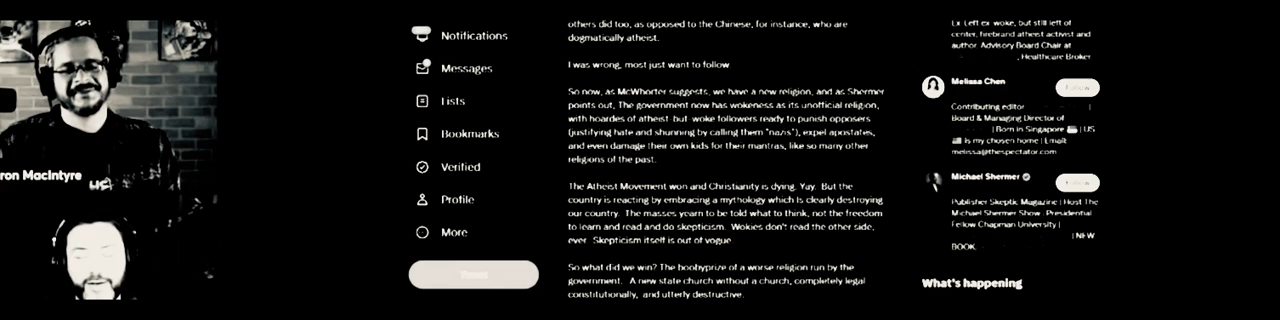 ron MacIntyre
Notifications
Messages
Lists
Bookmarks
Verified
Profile
More
others did too, as opposed to the Chinese, for instance, who are
dogmatically atheist.
I was wrong, most just want to follow
So now, as McWhorter suggests, we have a new religion, and as Shermer
points out, The government now has wokeness as its unofficial religion,
with hoardes of atheist but woke followers ready to punish opposers
(justifying hate and shunning by calling them "nazis"), expel apostates,
and even damage their own kids for their mantras, like so many other
religions of the past.
The Atheist Movement won and Christianity is dying. Yay. But the
country is reacting by embracing a mythology which is clearly destroying
our country. The masses yearn to be told what to think, not the freedom
to learn and read and do skepticism. Wokies don't read the other side,
ever. Skepticism itself is out of vogue
So what did we win? The boobyprize of a worse religion run by the
government. A new state church without a church, completely legal
constitutionally, and utterly destructive.
Ex Left ex-woke, but still left of
center, firebrand atheist activist and
author. Advisory Board Chair at
, Healthcare Broker
Melissa Chen
Follow
Contributing editor |
Board & Managing Director of
| Born in Singapore 🇸🇬 | US
🇺🇸 is my chosen home | Email:
melissa@thespectator.com
Michael Shermer
Follow
Publisher Skeptic Magazine | Host The
Michael Shermer Show, Presidential
Fellow Chapman University |
| NEW
BOOK
What's happening